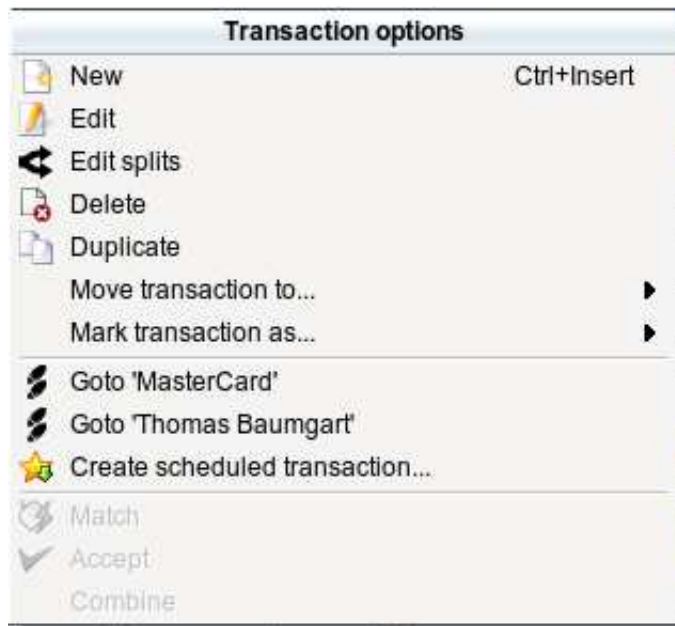 Transaction options
New Ctrl+Insert
Edit
Edit splits
Delete
Duplicate
Move transaction to...
Mark transaction as...
Goto 'MasterCard'
Goto 'Thomas Baumgart'
Create scheduled transaction...
Match
Accept
Combine